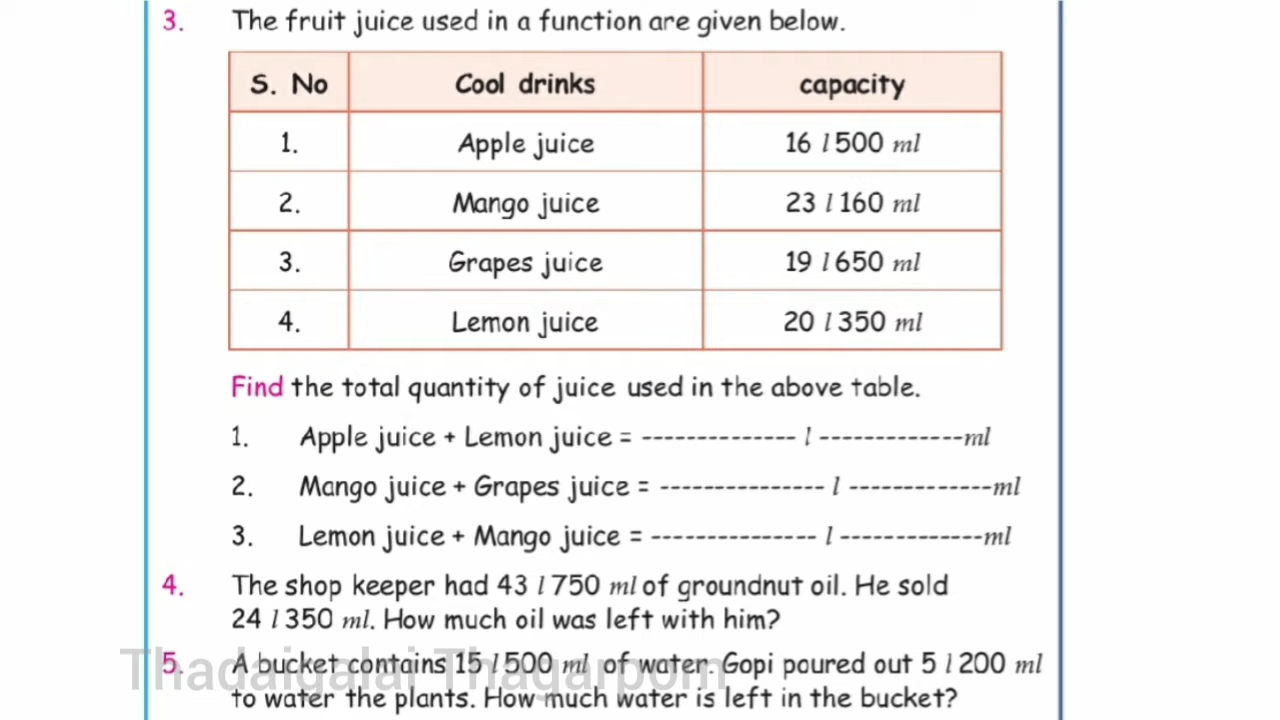 3. The fruit juice used in a function are given below.
S. No Cool drinks capacity
1. Apple juice 16 l 500 ml
2. Mango juice 23 l 160 ml
3. Grapes juice 19 l 650 ml
4. Lemon juice 20 l 350 ml
Find the total quantity of juice used in the above table.
1. Apple juice + Lemon juice = -------------- l -------------ml
2. Mango juice + Grapes juice = --------------- l -------------ml
3. Lemon juice + Mango juice = --------------- l -------------ml
4. The shop keeper had 43 l 750 ml of groundnut oil. He sold
24 l 350 ml. How much oil was left with him?
5. A bucket contains 15 l 500 ml of water. Gopi poured out 5 l 200 ml
to water the plants. How much water is left in the bucket?
Thadaigalai Thagarporn